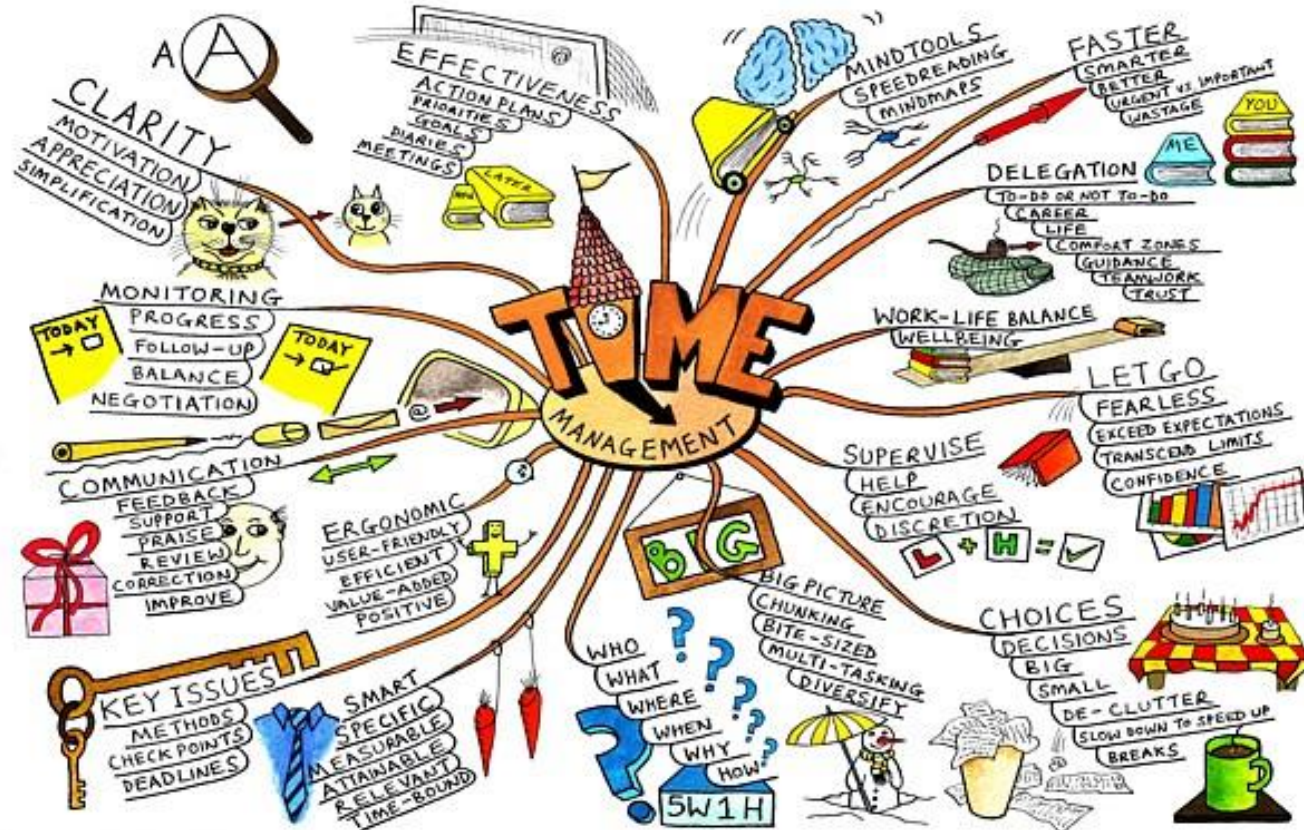 A A
CLARITY
MOTIVATION
APPRECIATION
SIMPLIFICATION
EFFECTIVENESS
ACTION PLANS
PRIORITIES
GOALS
DIARIES
MEETINGS
LATER
MINDTOOLS
SPEEDREADING
MINDMAPS
FASTER
SMARTER
BETTER
URGENT VS IMPORTANT
WASTAGE
YOU
ME
DELEGATION
TO-DO OR NOT TO-DO
CAREER
LIFE
COMFORT ZONES
GUIDANCE
TEAMWORK
TRUST
TIME
MANAGEMENT
MONITORING
PROGRESS
FOLLOW-UP
BALANCE
NEGOTIATION
TODAY
TODAY
WORK-LIFE BALANCE
WELLBEING
LET GO
FEARLESS
EXCEED EXPECTATIONS
TRANSCEND LIMITS
CONFIDENCE
@
COMMUNICATION
FEEDBACK
SUPPORT
PRAISE
REVIEW
CORRECTION
IMPROVE
ERGONOMIC
USER-FRIENDLY
EFFICIENT
VALUE-ADDED
POSITIVE
SUPERVISE
HELP
ENCOURAGE
DISCRETION
L + H =
BIG
BIG PICTURE
CHUNKING
BITE-SIZED
MULTI-TASKING
DIVERSIFY
CHOICES
DECISIONS
BIG
SMALL
DE-CLUTTER
SLOW DOWN TO SPEED UP
BREAKS
KEY ISSUES
METHODS
CHECKPOINTS
DEADLINES
SMART
SPECIFIC
MEASURABLE
ATTAINABLE
RELEVANT
TIME-BOUND
WHO
WHAT
WHERE
WHEN
WHY
HOW
? ? ? ? ? ? ?
5W1H